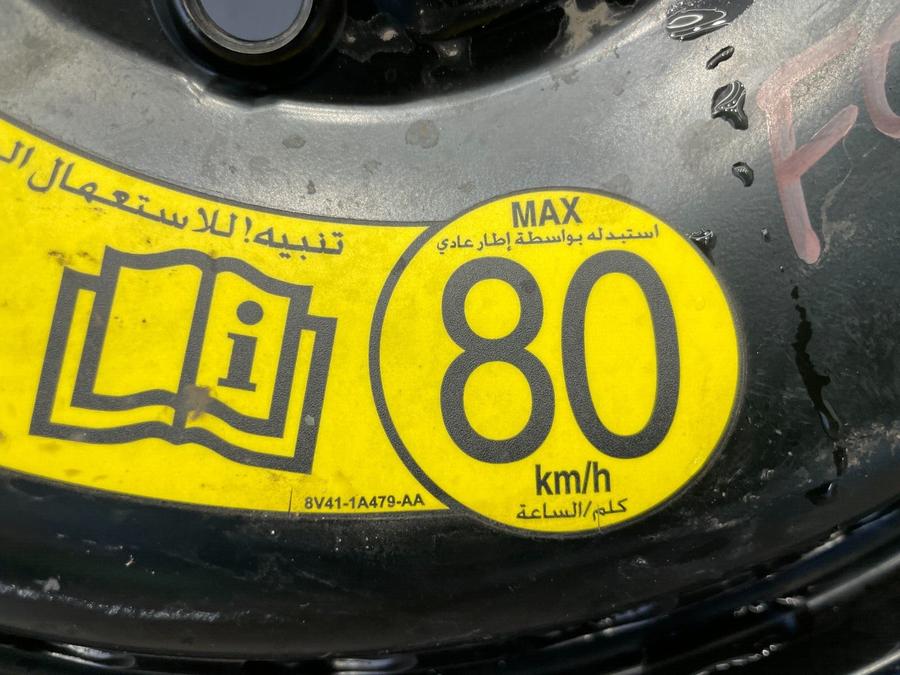 تنبيه! للاستعمال
MAX
استبدله بواسطة إطار عادي
80
km/h
كلم/الساعة
i
8V41-1A479-AA